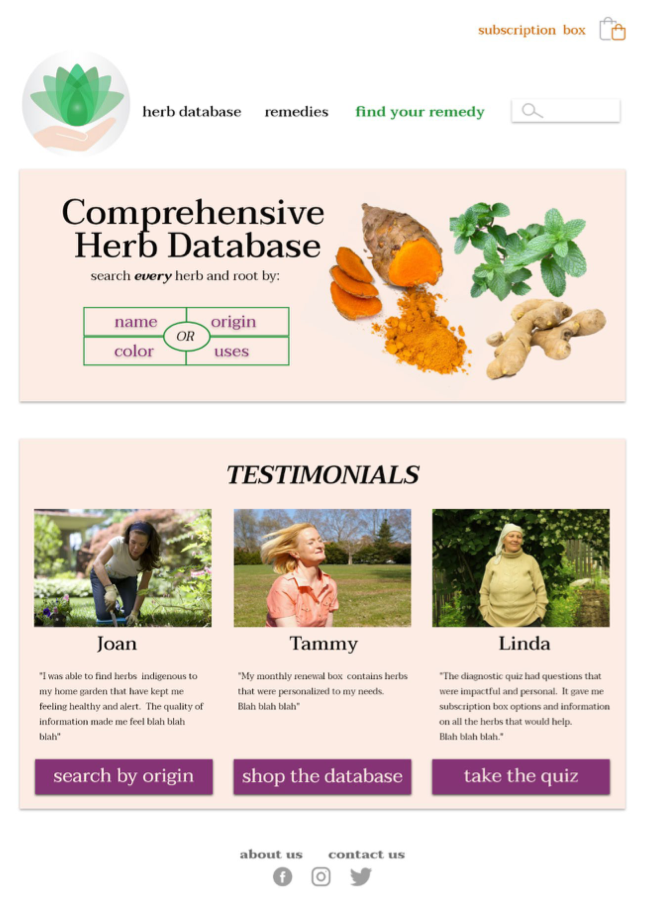 subscription box
herb database remedies find your remedy
Comprehensive
Herb Database
search every herb and root by:
name origin
OR
color uses
TESTIMONIALS
Joan
"I was able to find herbs indigenous to
my home garden that have kept me
feeling healthy and alert. The quality of
information made me feel blah blah
blah"
search by origin
Tammy
"My monthly renewal box contains herbs
that were personalized to my needs.
Blah blah blah"
shop the database
Linda
"The diagnostic quiz had questions that
were impactful and personal. It gave me
subscription box options and information
on all the herbs that would help.
Blah blah blah."
take the quiz
about us contact us